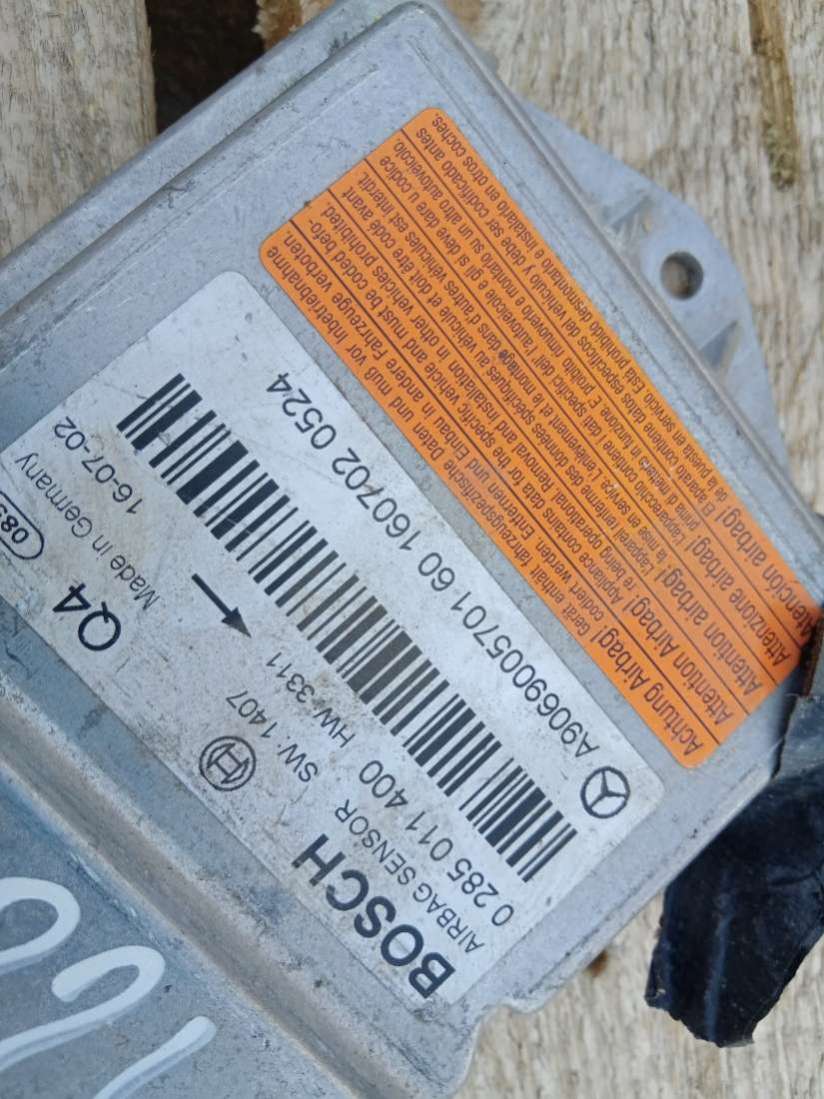 Achtung Airbag! Gerät enthält fahrzeugspezifische Daten und muß vor Inbetriebnahme
codiert werden. Entfernen und Einbau in andere Fahrzeuge verboten
Attention Airbag! Appliance contains data for the specific vehicle and must be coded befo-
re being operational. Removal and installation in other vehicles prohibited
Attention airbag! L'appareil renferme des données spécifiques au véhicule et doit être codé avant
la mise en service. L'enlèvement et le montage dans d'autres véhicules est interdit
Attenzione airbag! L'apparecchio contiene i dati specifici dell' l'autoveicolo e gli si deve dare il codice
prima di metterlo in funzione. E proibito rimuoverlo e montarlo su un altro autoveicolo
Atención airbag! El aparato contiene datos específicos del vehículo y debe se codificado antes
de la puesta en servicio Está prohibido desmontarlo e instalarlo en otros coches.
A9069005701 60 160702 0524
0 285 011 400 HW 3311
AIRBAG SENSOR SW. 1407
BOSCH
16-07-02
Made in Germany
Q4